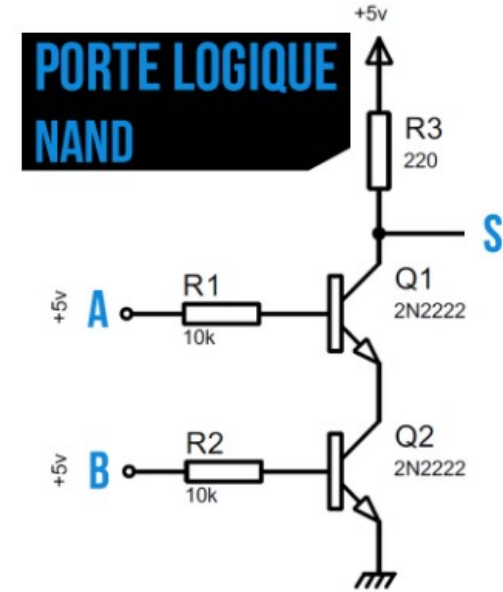 +5v
PORTE LOGIQUE
NAND
R3
220
S
Q1
2N2222
R1
+5v
A
10k
Q2
2N2222
R2
+5v
B
10k